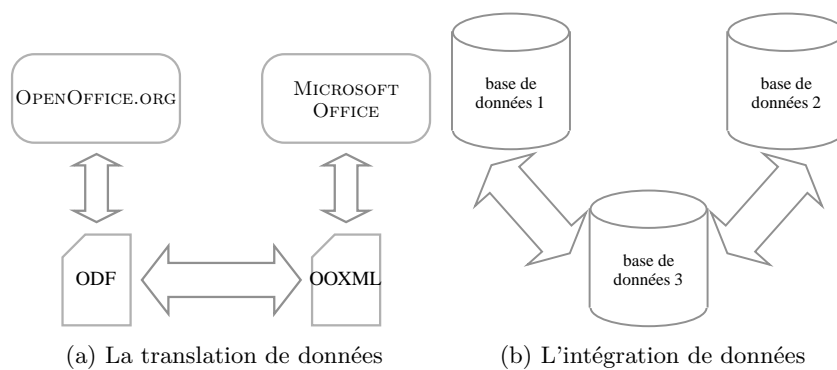 OPENOFFICE.ORG
MICROSOFT
OFFICE
ODF
OOXML
(a) La translation de données
base de
données 1
base de
données 2
base de
données 3
(b) L'intégration de données